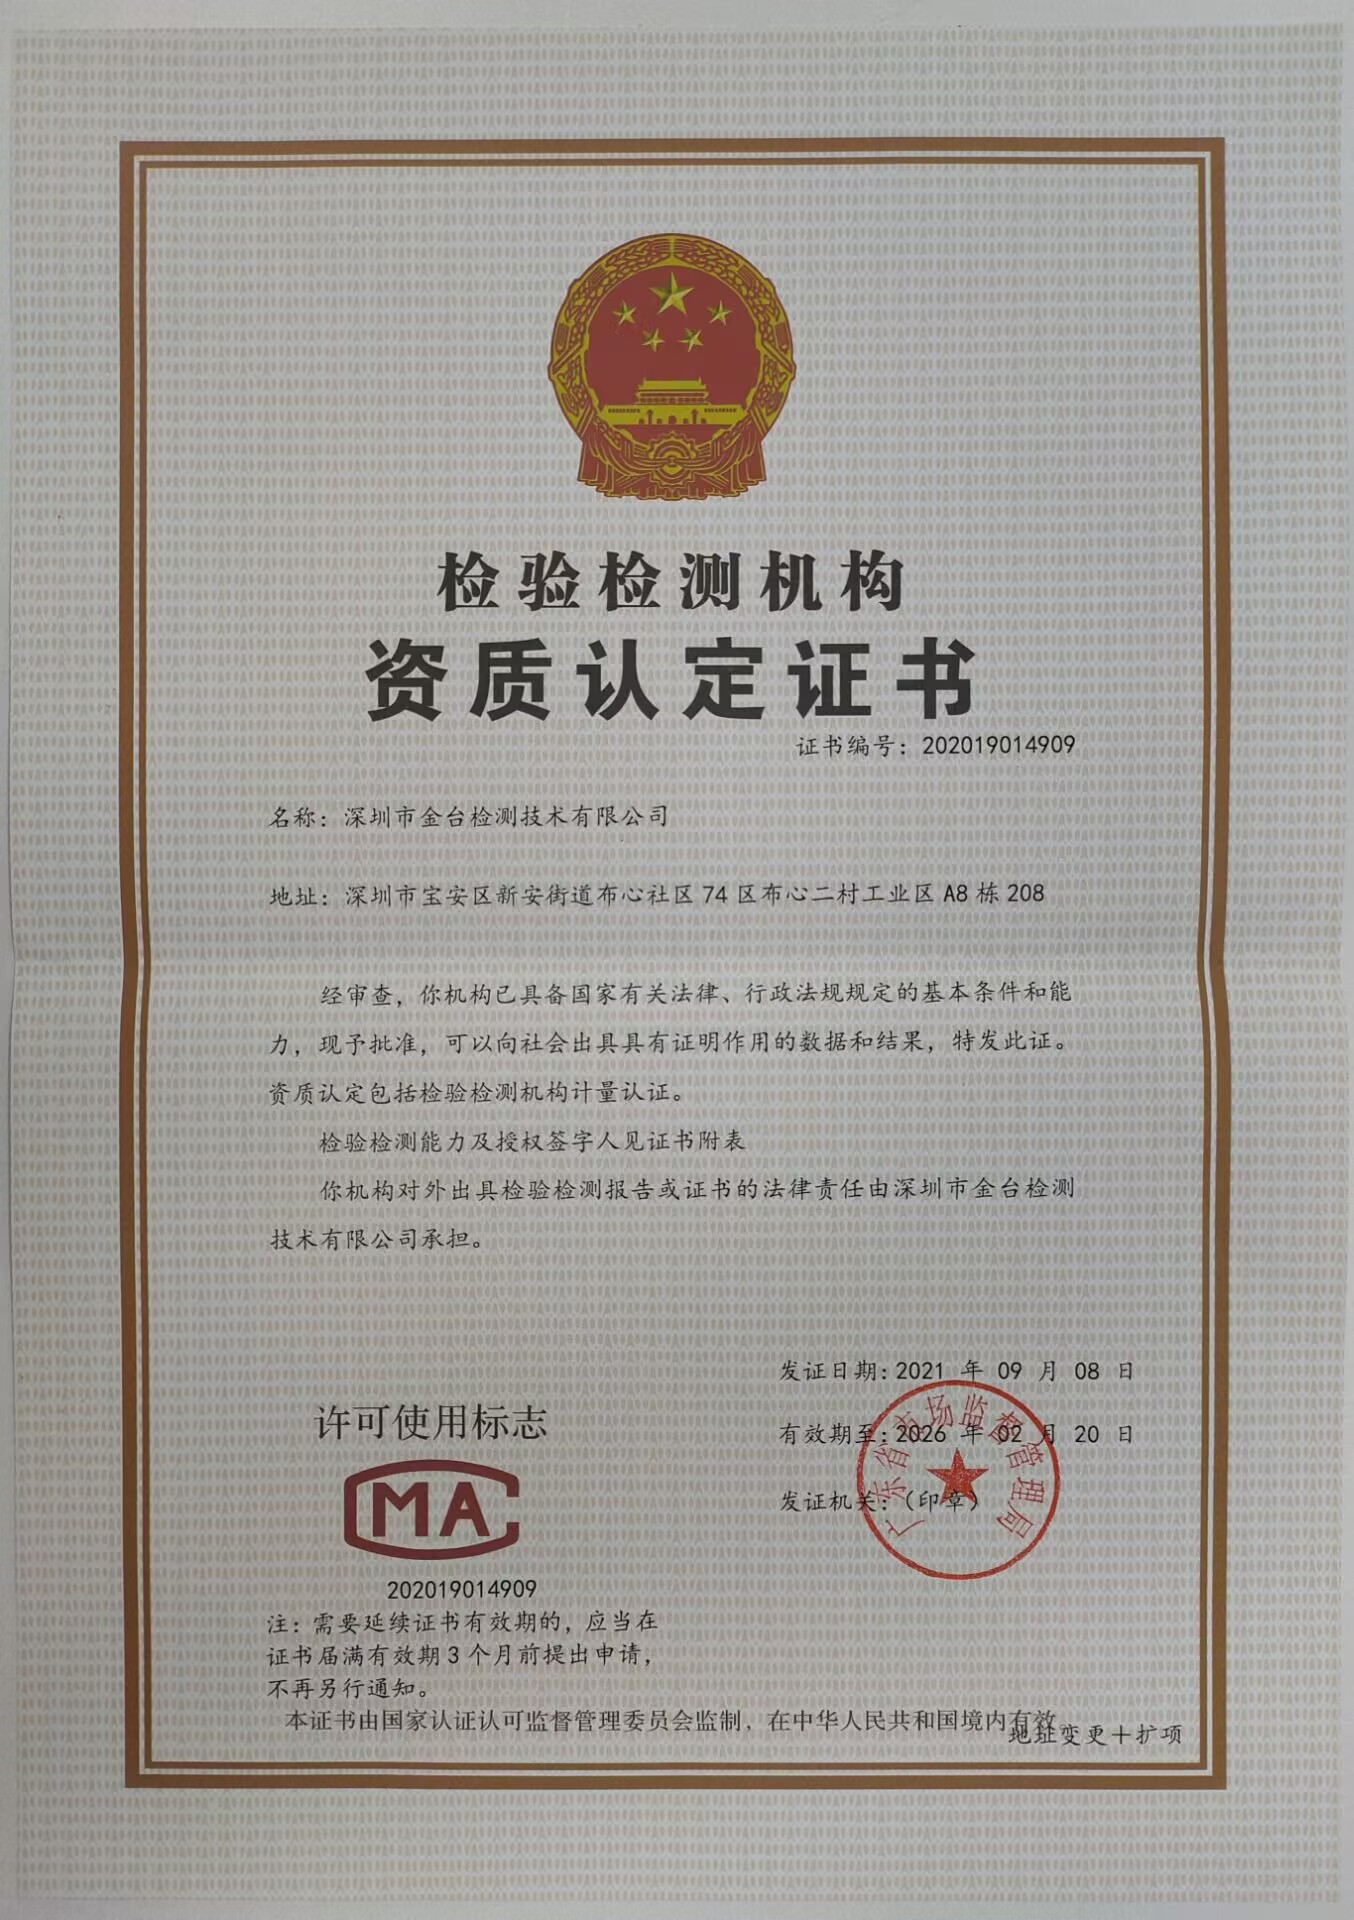 检验检测机构
资质认定证书
证书编号：202019014909
名称：深圳市金台检测技术有限公司
地址：深圳市宝安区新安街道布心社区74区布心二村工业区A8栋208
经审查，你机构已具备国家有关法律、行政法规规定的基本条件和能
力，现予批准，可以向社会出具具有证明作用的数据和结果，特发此证。
资质认定包括检验检测机构计量认证。
检验检测能力及授权签字人见证书附表
你机构对外出具检验检测报告或证书的法律责任由深圳市金台检测
技术有限公司承担。
许可使用标志
MA
202019014909
注：需要延续证书有效期的，应当在
证书届满有效期3个月前提出申请，
不再另行通知。
发证日期：2021 年 09 月 08 日
有效期至：2026 年 02 月 20 日
发证机关：（印章）
广东省市场监督管理局
本证书由国家认证认可监督管理委员会监制，在中华人民共和国境内有效。
地址变更＋扩项